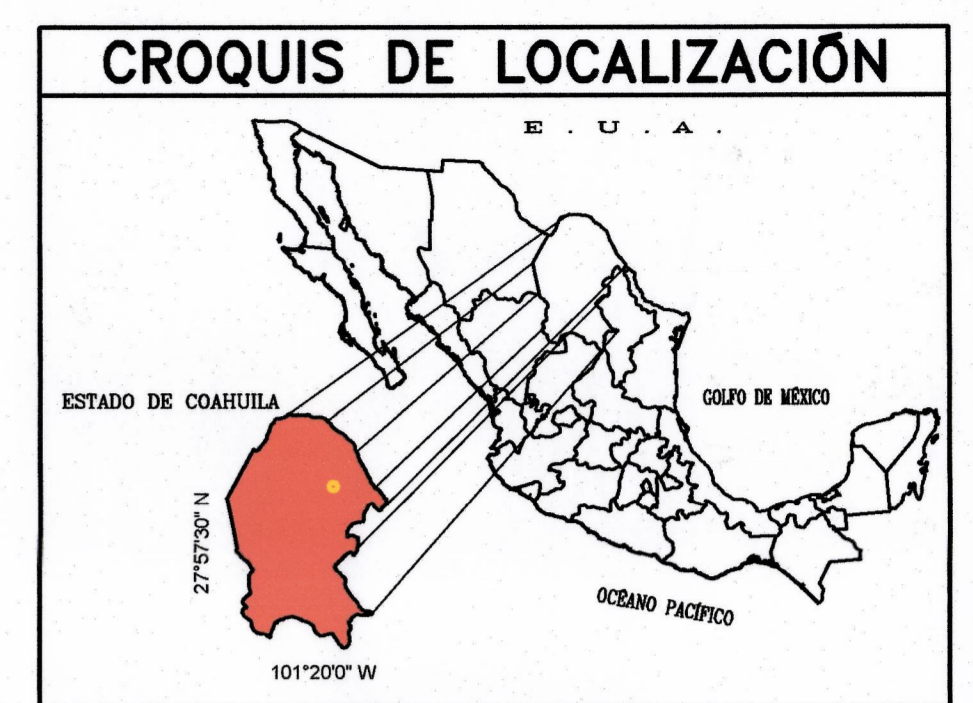 CROQUIS DE LOCALIZACIÓN
E . U . A .
ESTADO DE COAHUILA
GOLFO DE MÉXICO
27°57'30" N
OCÉANO PACÍFICO
101°20'0" W